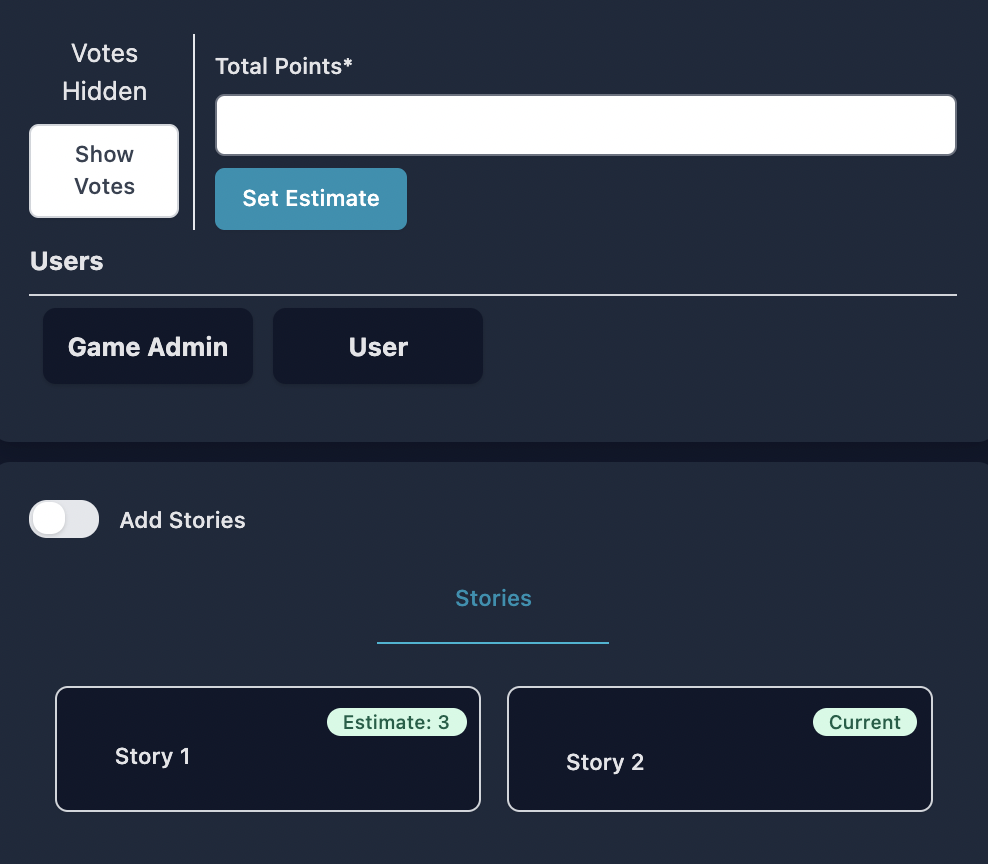 Votes
Hidden
Show
Votes
Total Points*
Set Estimate
Users
Game Admin
User
Add Stories
Stories
Estimate: 3
Story 1
Current
Story 2